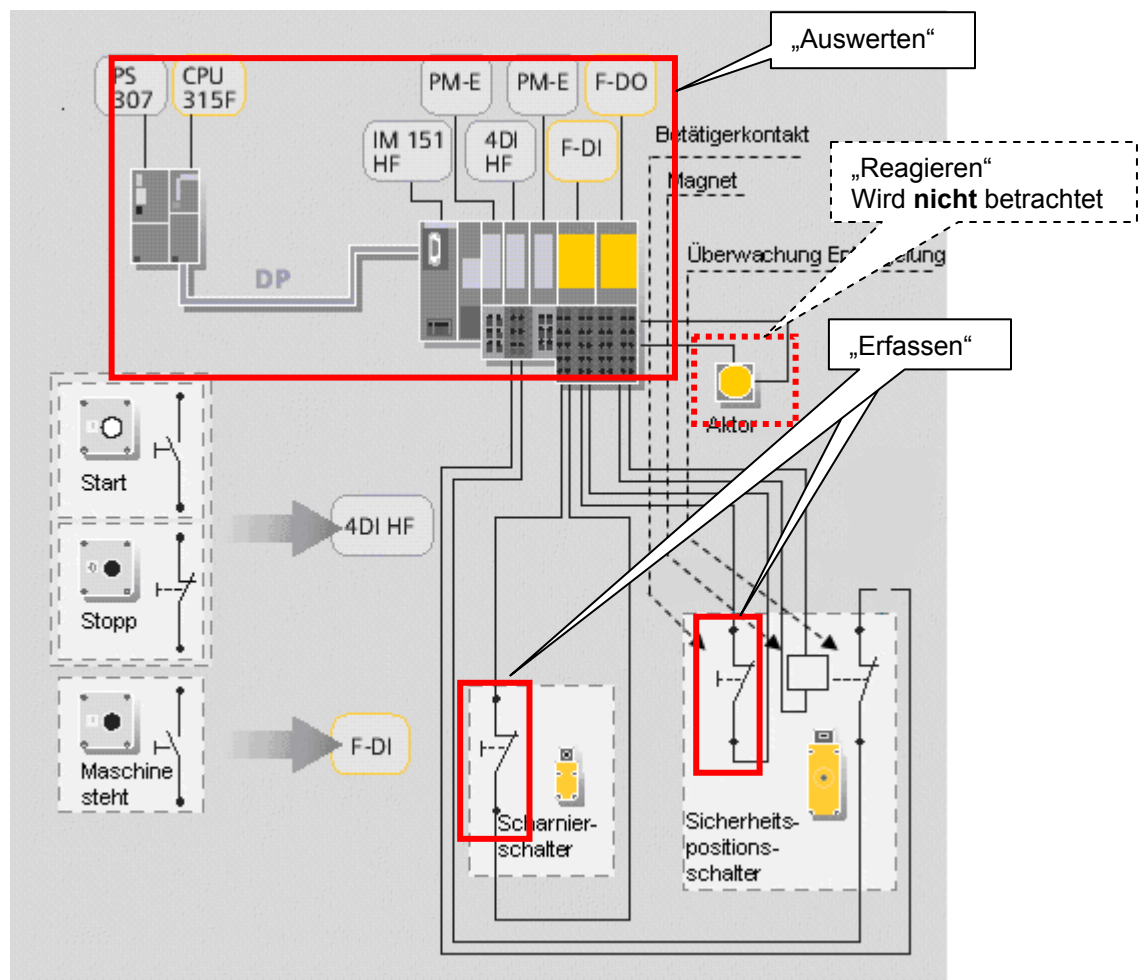 „Auswerten“
PS
307
CPU
315F
PM-E
PM-E
F-DO
IM 151
HF
4DI
HF
F-DI
Betätigerkontakt
Magnet
„Reagieren“
Wird nicht betrachtet
Überwachung
DP
„Erfassen“
Aktor
Start
4DI HF
Stopp
Maschine
steht
F-DI
Scharnier-
schalter
Sicherheits-
positions-
schalter